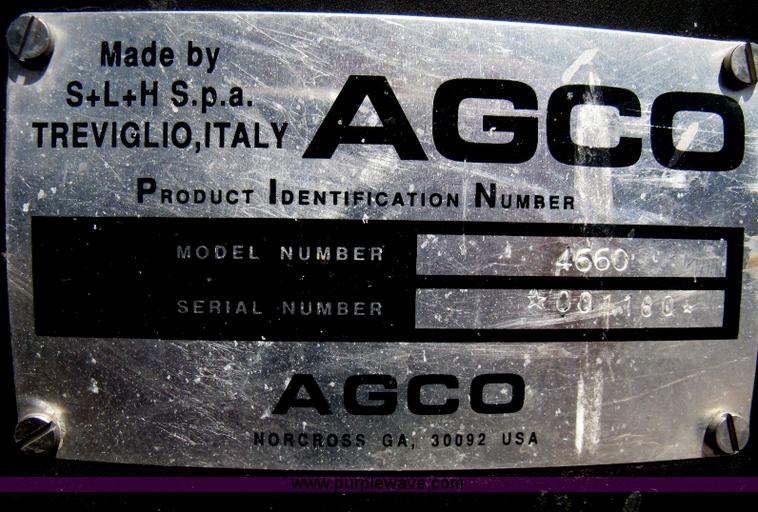 Made by
S+L+H S.p.a.
TREVIGLIO, ITALY
AGCO
PRODUCT IDENTIFICATION NUMBER
MODEL NUMBER 4660
SERIAL NUMBER ☆001180☆
AGCO
NORCROSS GA, 30092 USA
www.purplewave.com